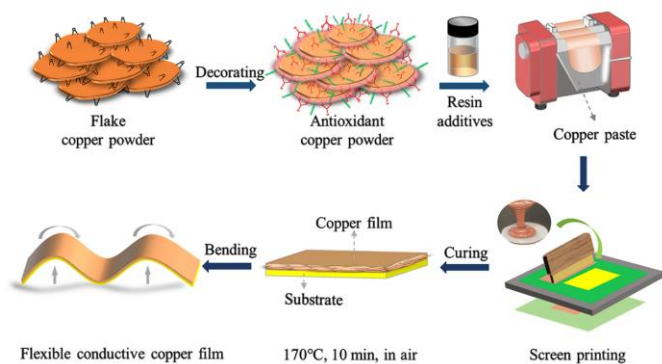 Decorating
Flake
copper powder
Antioxidant
copper powder
Resin
additives
Copper paste
Copper film
Bending
Curing
Substrate
Flexible conductive copper film
170℃, 10 min, in air
Screen printing